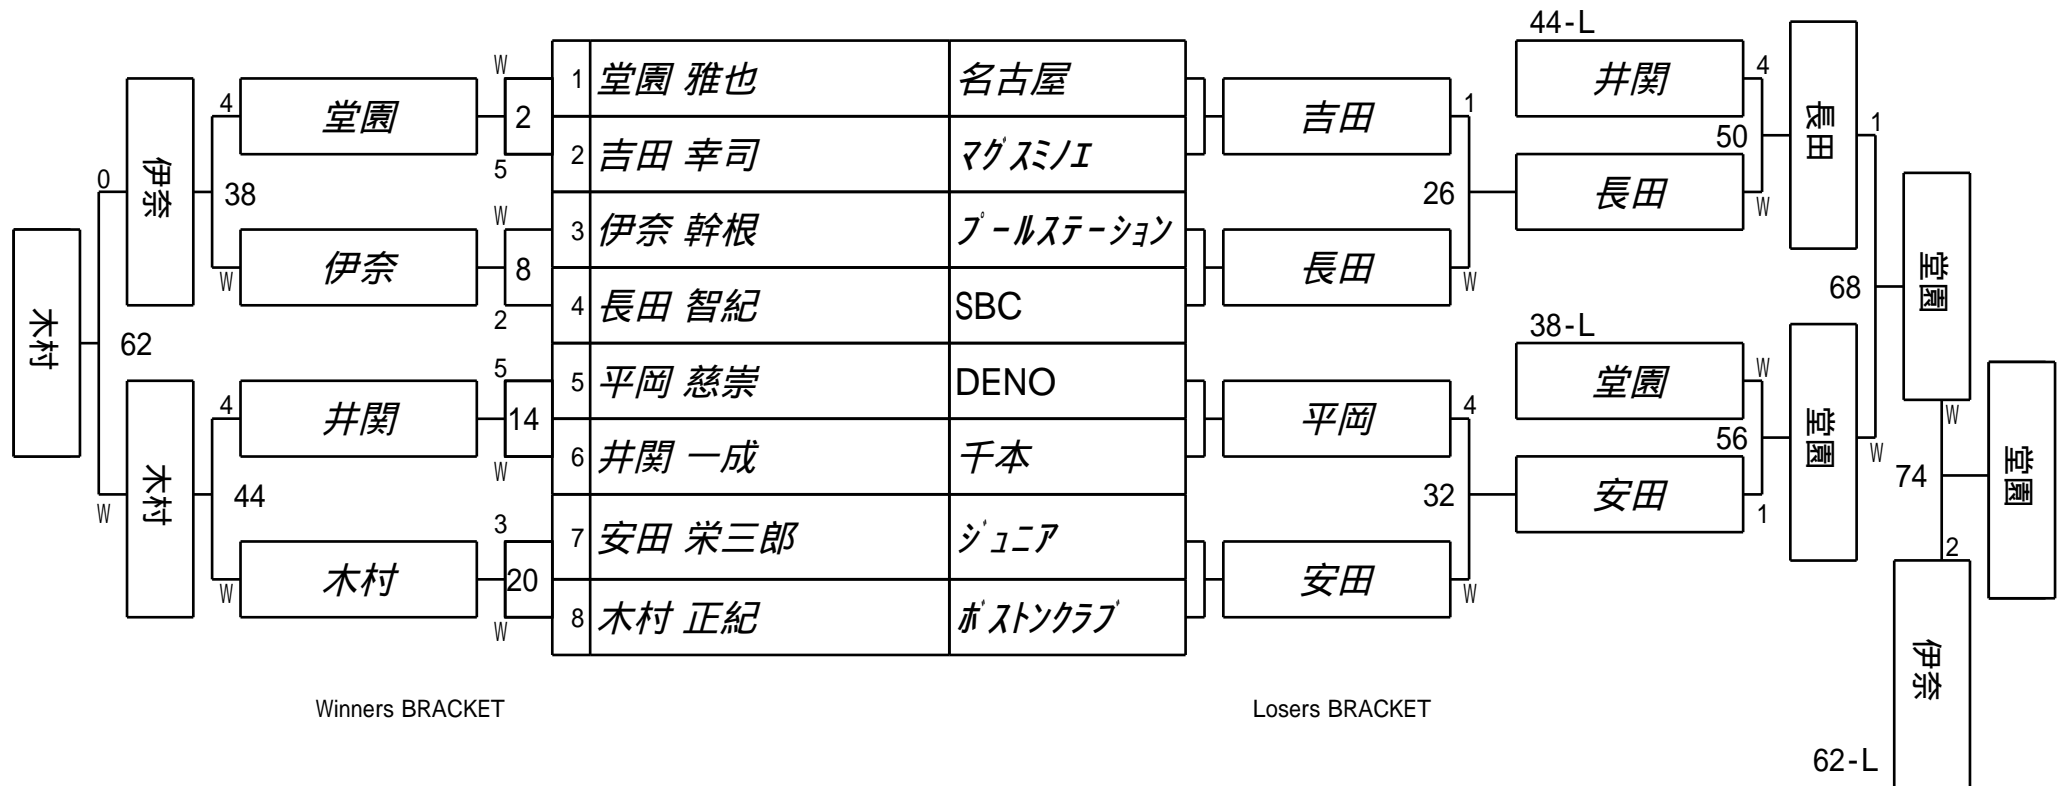 44-L
W
1 堂園 雅也 名古屋
井関
4
4
堂園
2
吉田
1
長田
1
2 吉田 幸司 マグスミノエ
5
50
0
伊奈
38
26
長田
W
W
3 伊奈 幹根 プールステーション
W
伊奈
8
長田
W
堂園
68
4 長田 智紀 SBC
2
38-L
木村
62
5
5 平岡 慈崇 DENO
堂園
W
4
井関
14
平岡
4
堂園
W
56
6 井関 一成 千本
W
W
木村
44
32
安田
1
74
堂園
W
3
7 安田 栄三郎 ジュニア
2
W
木村
20
安田
W
8 木村 正紀 ボストンクラブ
W
伊奈
Winners BRACKET
Losers BRACKET
62-L